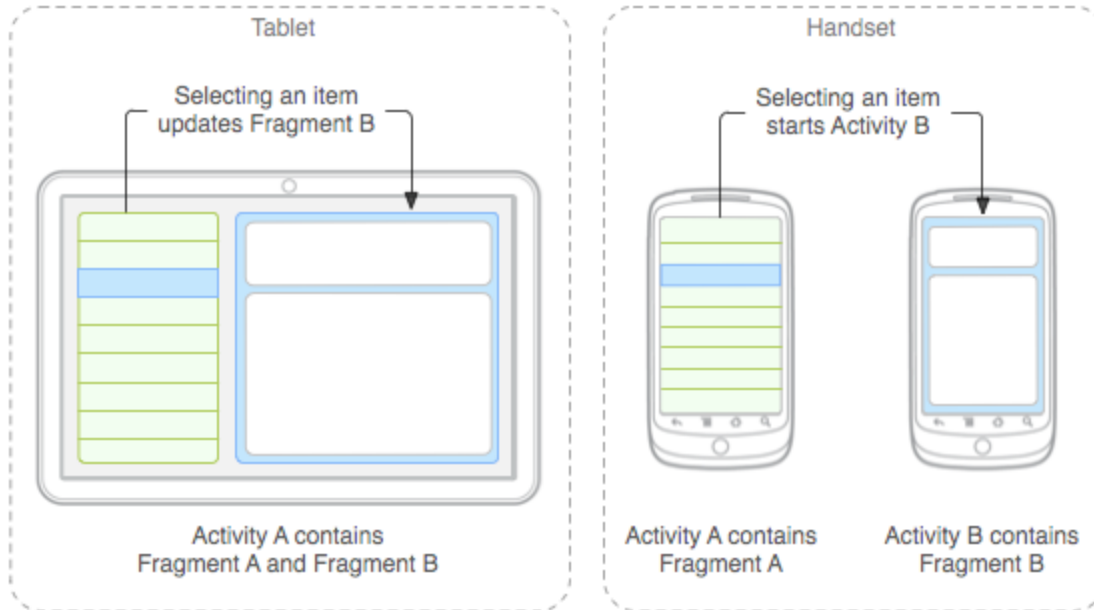 Tablet
Selecting an item
updates Fragment B
Activity A contains
Fragment A and Fragment B
Handset
Selecting an item
starts Activity B
Activity A contains
Fragment A
Activity B contains
Fragment B